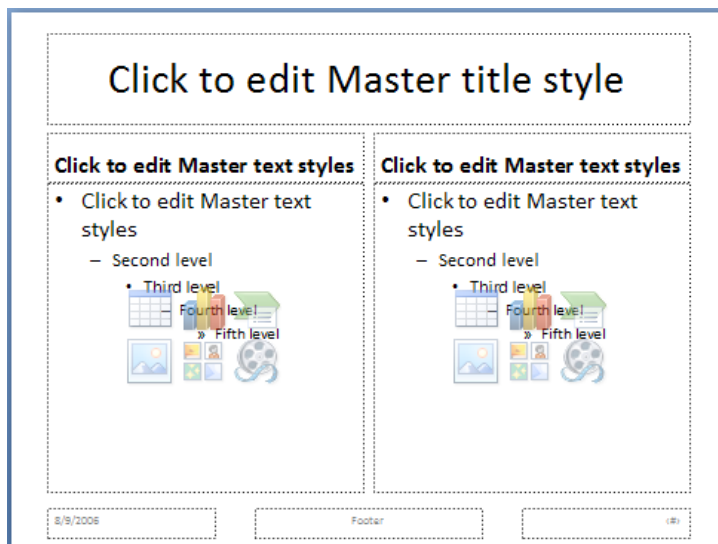 Click to edit Master title style
Click to edit Master text styles
Click to edit Master text styles
• Click to edit Master text
styles
– Second level
• Third level
– Fourth level
» Fifth level
• Click to edit Master text
styles
– Second level
• Third level
– Fourth level
» Fifth level
8/9/2006
Footer
‹#›